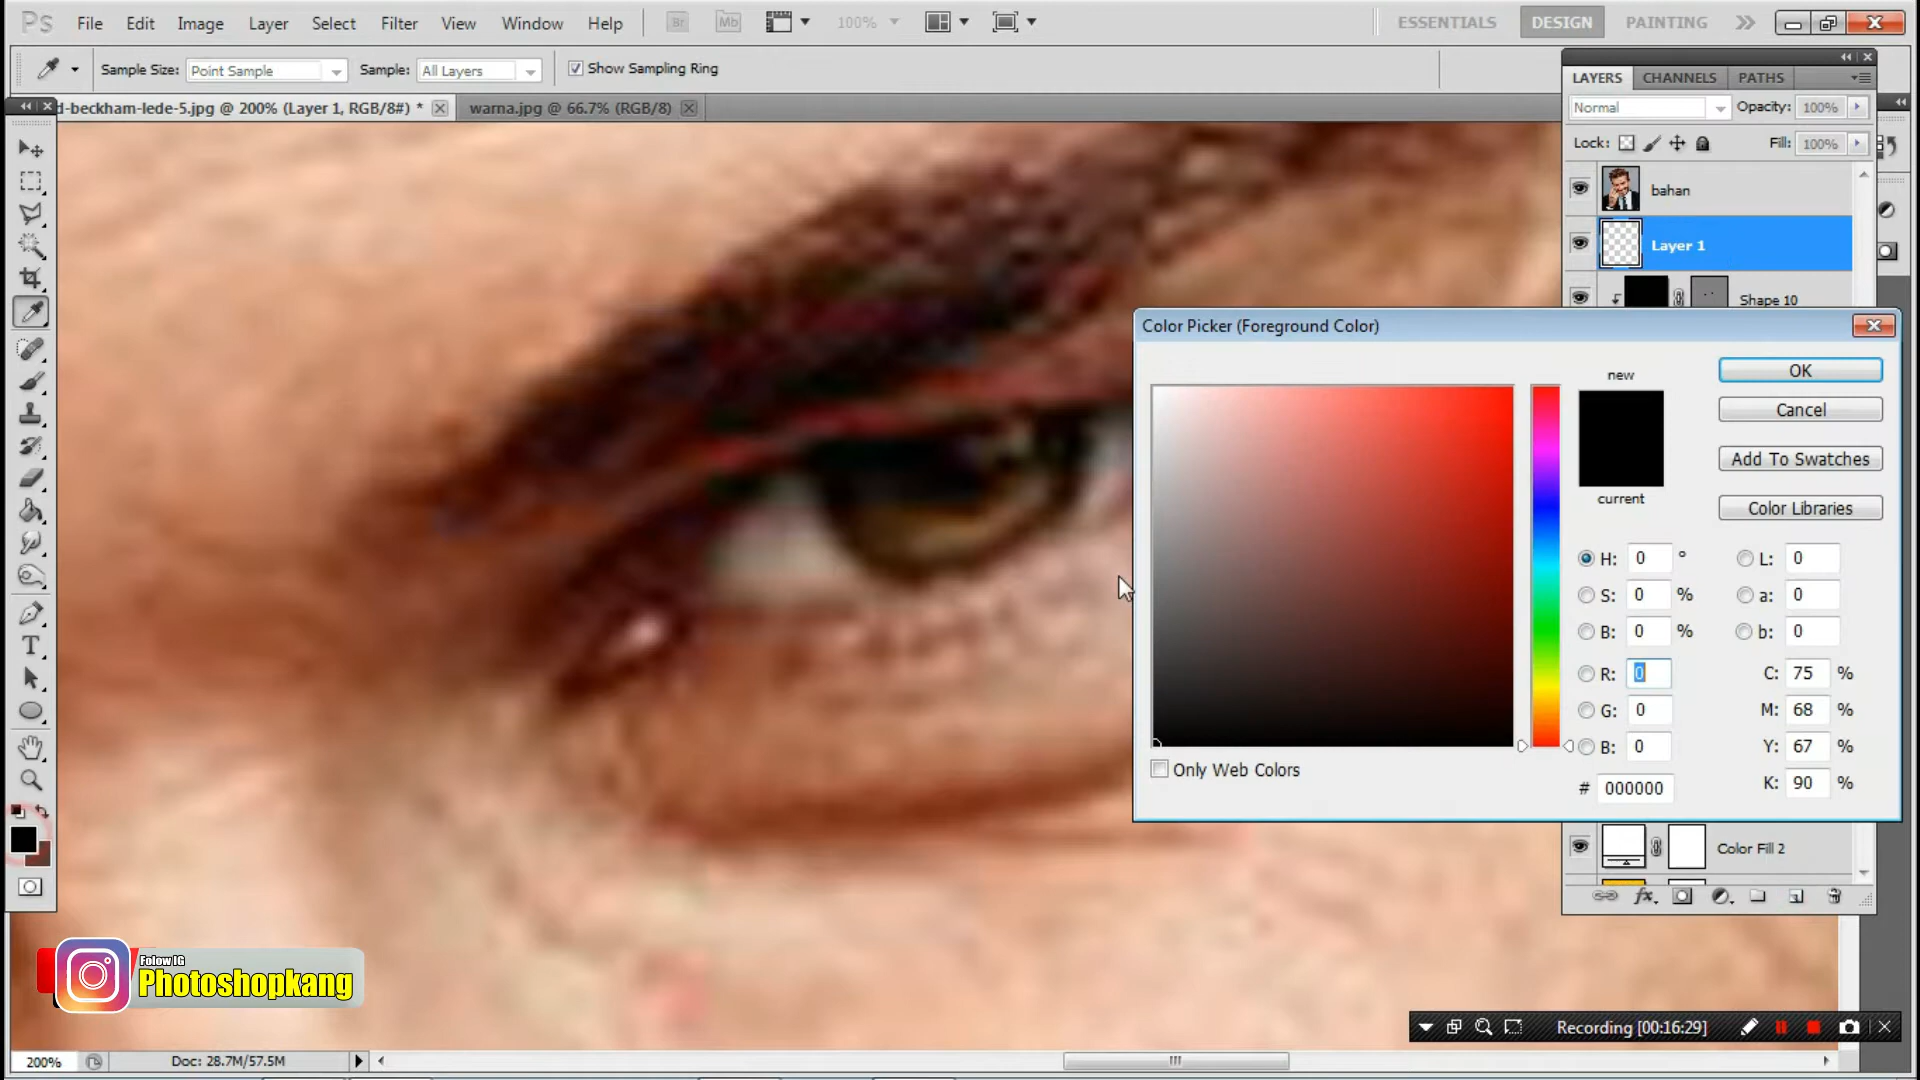 Ps File Edit Image Layer Select Filter View Window Help Br Mb 100% ESSENTIALS DESIGN PAINTING
Sample Size: Point Sample Sample: All Layers Show Sampling Ring
d-beckham-lede-5.jpg @ 200% (Layer 1, RGB/8#) * warna.jpg @ 66.7% (RGB/8)
LAYERS CHANNELS PATHS
Normal Opacity: 100%
Lock: Fill: 100%
bahan
Layer 1
Shape 10
Color Picker (Foreground Color)
new
current
OK
Cancel
Add To Swatches
Color Libraries
H: 0 ° L: 0
S: 0 % a: 0
B: 0 % b: 0
R: 0 C: 75 %
G: 0 M: 68 %
B: 0 Y: 67 %
# 000000 K: 90 %
Only Web Colors
Color Fill 2
fx
T
Folow IG
Photoshopkang
Recording [00:16:29]
200% Doc: 28.7M/57.5M